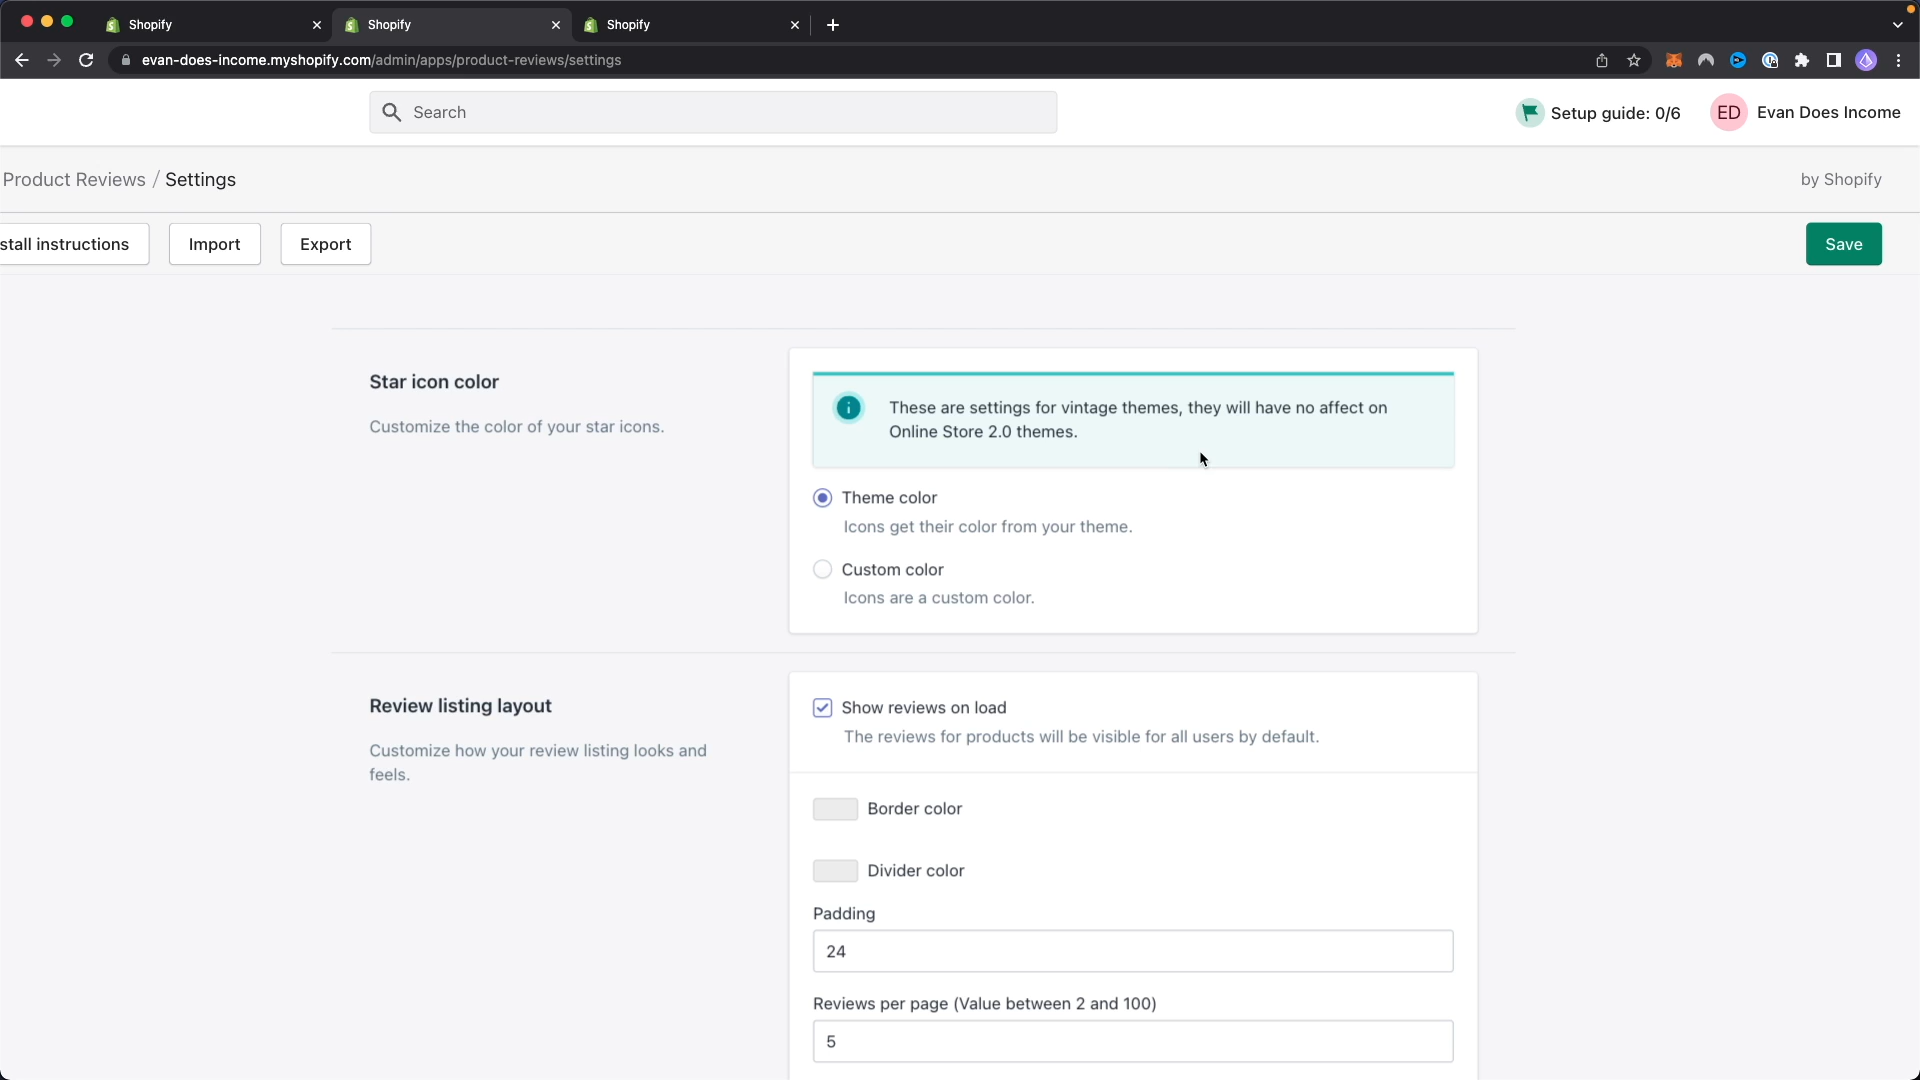 Shopify
Shopify
Shopify
evan-does-income.myshopify.com/admin/apps/product-reviews/settings
Search
Setup guide: 0/6
ED
Evan Does Income
Product Reviews / Settings
by Shopify
stall instructions
Import
Export
Save
Star icon color
Customize the color of your star icons.
These are settings for vintage themes, they will have no affect on
Online Store 2.0 themes.
Theme color
Icons get their color from your theme.
Custom color
Icons are a custom color.
Review listing layout
Customize how your review listing looks and
feels.
Show reviews on load
The reviews for products will be visible for all users by default.
Border color
Divider color
Padding
24
Reviews per page (Value between 2 and 100)
5